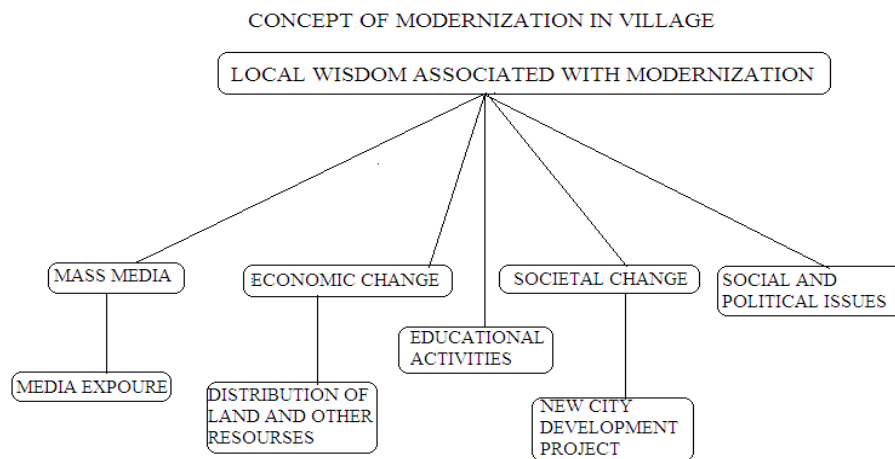 CONCEPT OF MODERNIZATION IN VILLAGE
LOCAL WISDOM ASSOCIATED WITH MODERNIZATION
MASS MEDIA
ECONOMIC CHANGE
SOCIETAL CHANGE
SOCIAL AND
POLITICAL ISSUES
EDUCATIONAL
ACTIVITIES
MEDIA EXPOURE
DISTRIBUTION OF
LAND AND OTHER
RESOURSES
NEW CITY
DEVELOPMENT
PROJECT